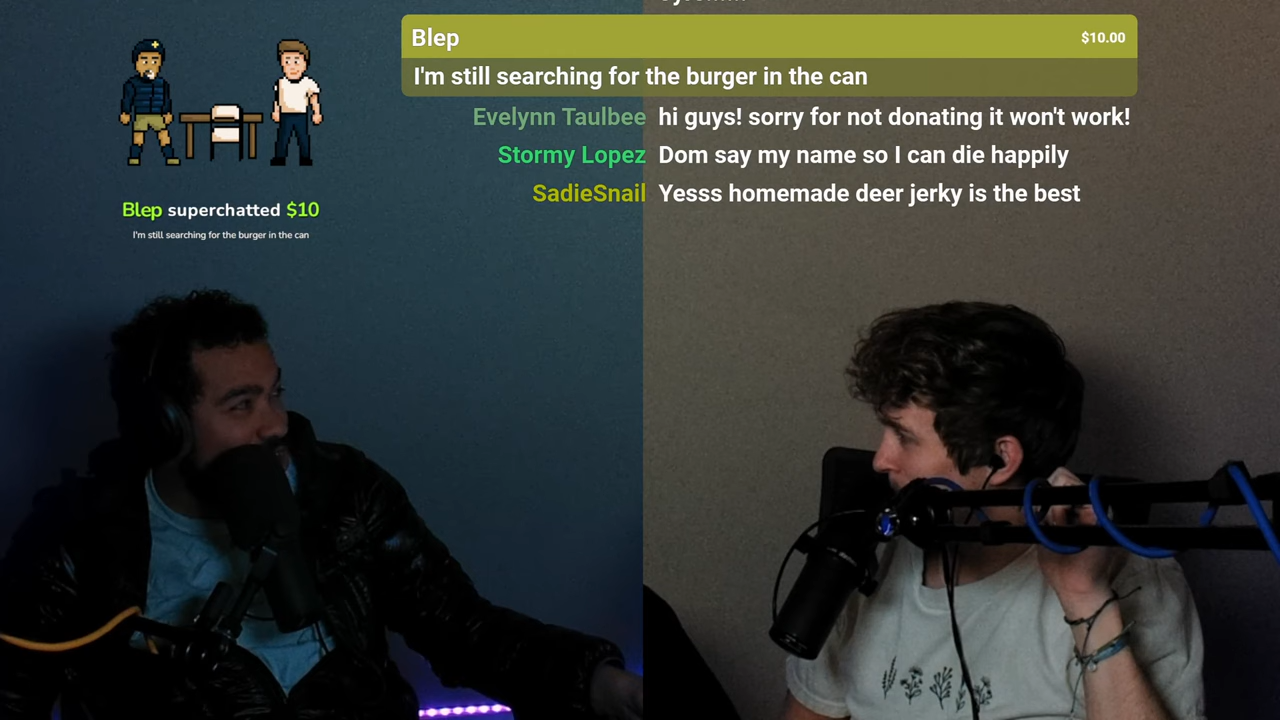 Blep
$10.00
I'm still searching for the burger in the can
Evelynn Taulbee hi guys! sorry for not donating it won't work!
Stormy Lopez Dom say my name so I can die happily
SadieSnail Yesss homemade deer jerky is the best
Blep superchatted $10
I'm still searching for the burger in the can